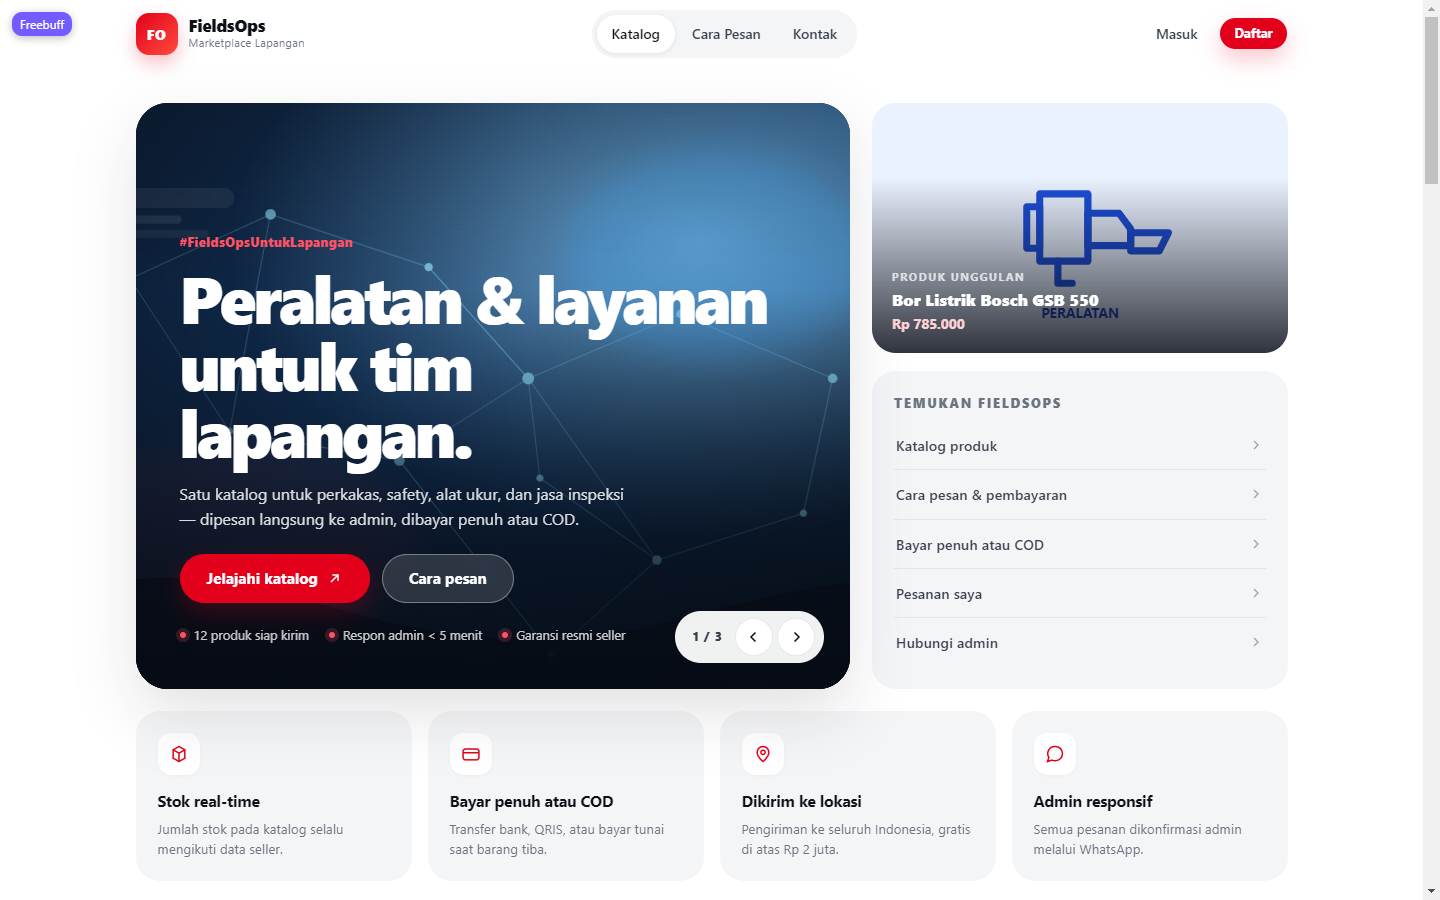 Freebuff
FO
FieldsOps
Marketplace Lapangan
Katalog
Cara Pesan
Kontak
Masuk
Daftar
#FieldsOpsUntukLapangan
Peralatan & layanan
untuk tim
lapangan.
Satu katalog untuk perkakas, safety, alat ukur, dan jasa inspeksi
— dipesan langsung ke admin, dibayar penuh atau COD.
Jelajahi katalog
Cara pesan
12 produk siap kirim
Respon admin < 5 menit
Garansi resmi seller
1 / 3
PRODUK UNGGULAN
Bor Listrik Bosch GSB 550
PERALATAN
Rp 785.000
TEMUKAN FIELDSOPS
Katalog produk
Cara pesan & pembayaran
Bayar penuh atau COD
Pesanan saya
Hubungi admin
Stok real-time
Jumlah stok pada katalog selalu
mengikuti data seller.
Bayar penuh atau COD
Transfer bank, QRIS, atau bayar tunai
saat barang tiba.
Dikirim ke lokasi
Pengiriman ke seluruh Indonesia, gratis
di atas Rp 2 juta.
Admin responsif
Semua pesanan dikonfirmasi admin
melalui WhatsApp.